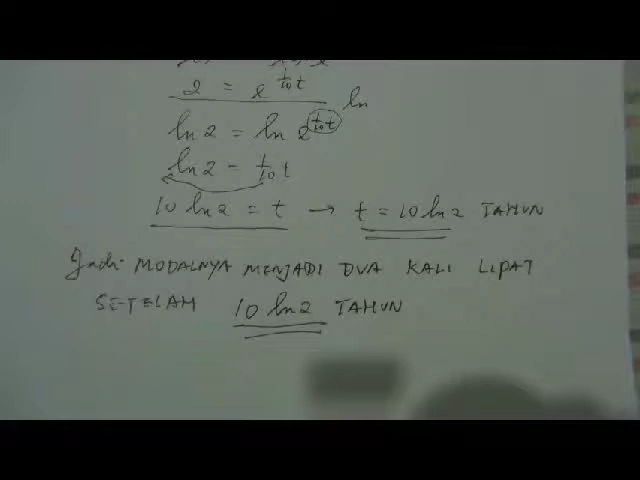 2 = e^{1/10 t}
ln
ln 2 = ln e^{1/10 t}
ln 2 = 1/10 t
10 ln 2 = t → t = 10 ln 2 TAHUN
Jadi MODALNYA MENJADI DUA KALI LIPAT
SETELAH 10 ln 2 TAHUN